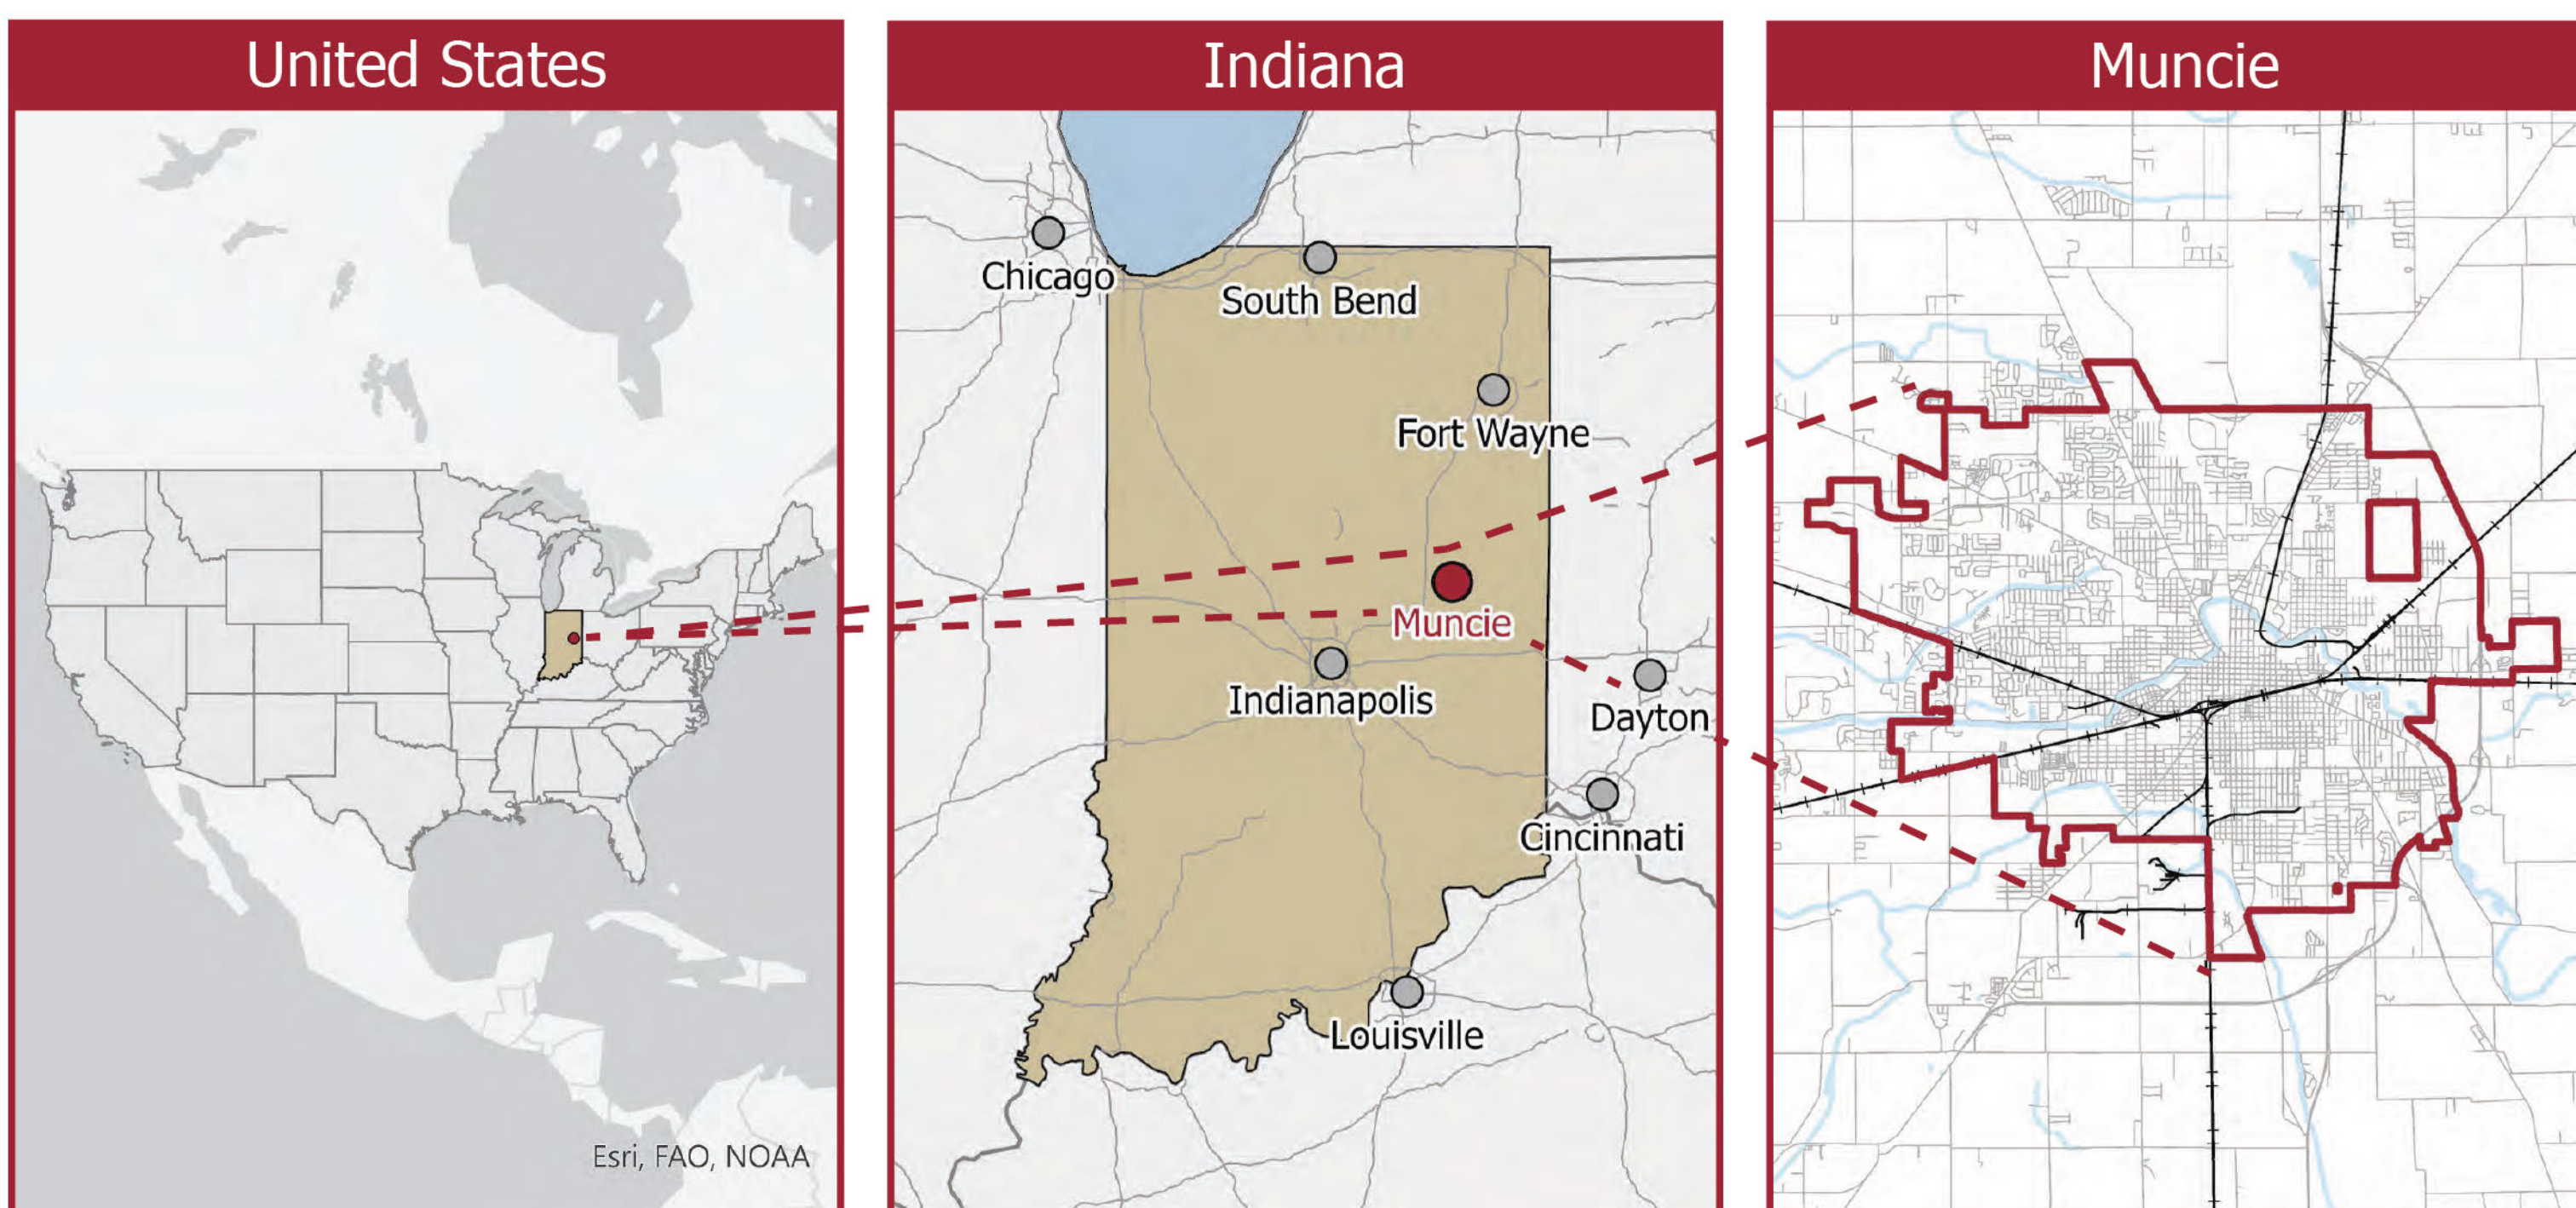 United States
Esri, FAO, NOAA
Indiana
Chicago
South Bend
Fort Wayne
Muncie
Indianapolis
Dayton
Cincinnati
Louisville
Muncie